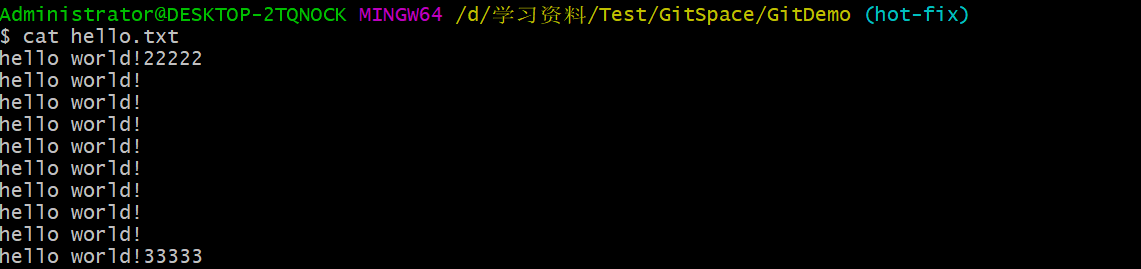 Administrator@DESKTOP-2TQNOCK MINGW64 /d/学习资料/Test/GitSpace/GitDemo (hot-fix)
$ cat hello.txt
hello world!22222
hello world!
hello world!
hello world!
hello world!
hello world!
hello world!
hello world!
hello world!
hello world!33333